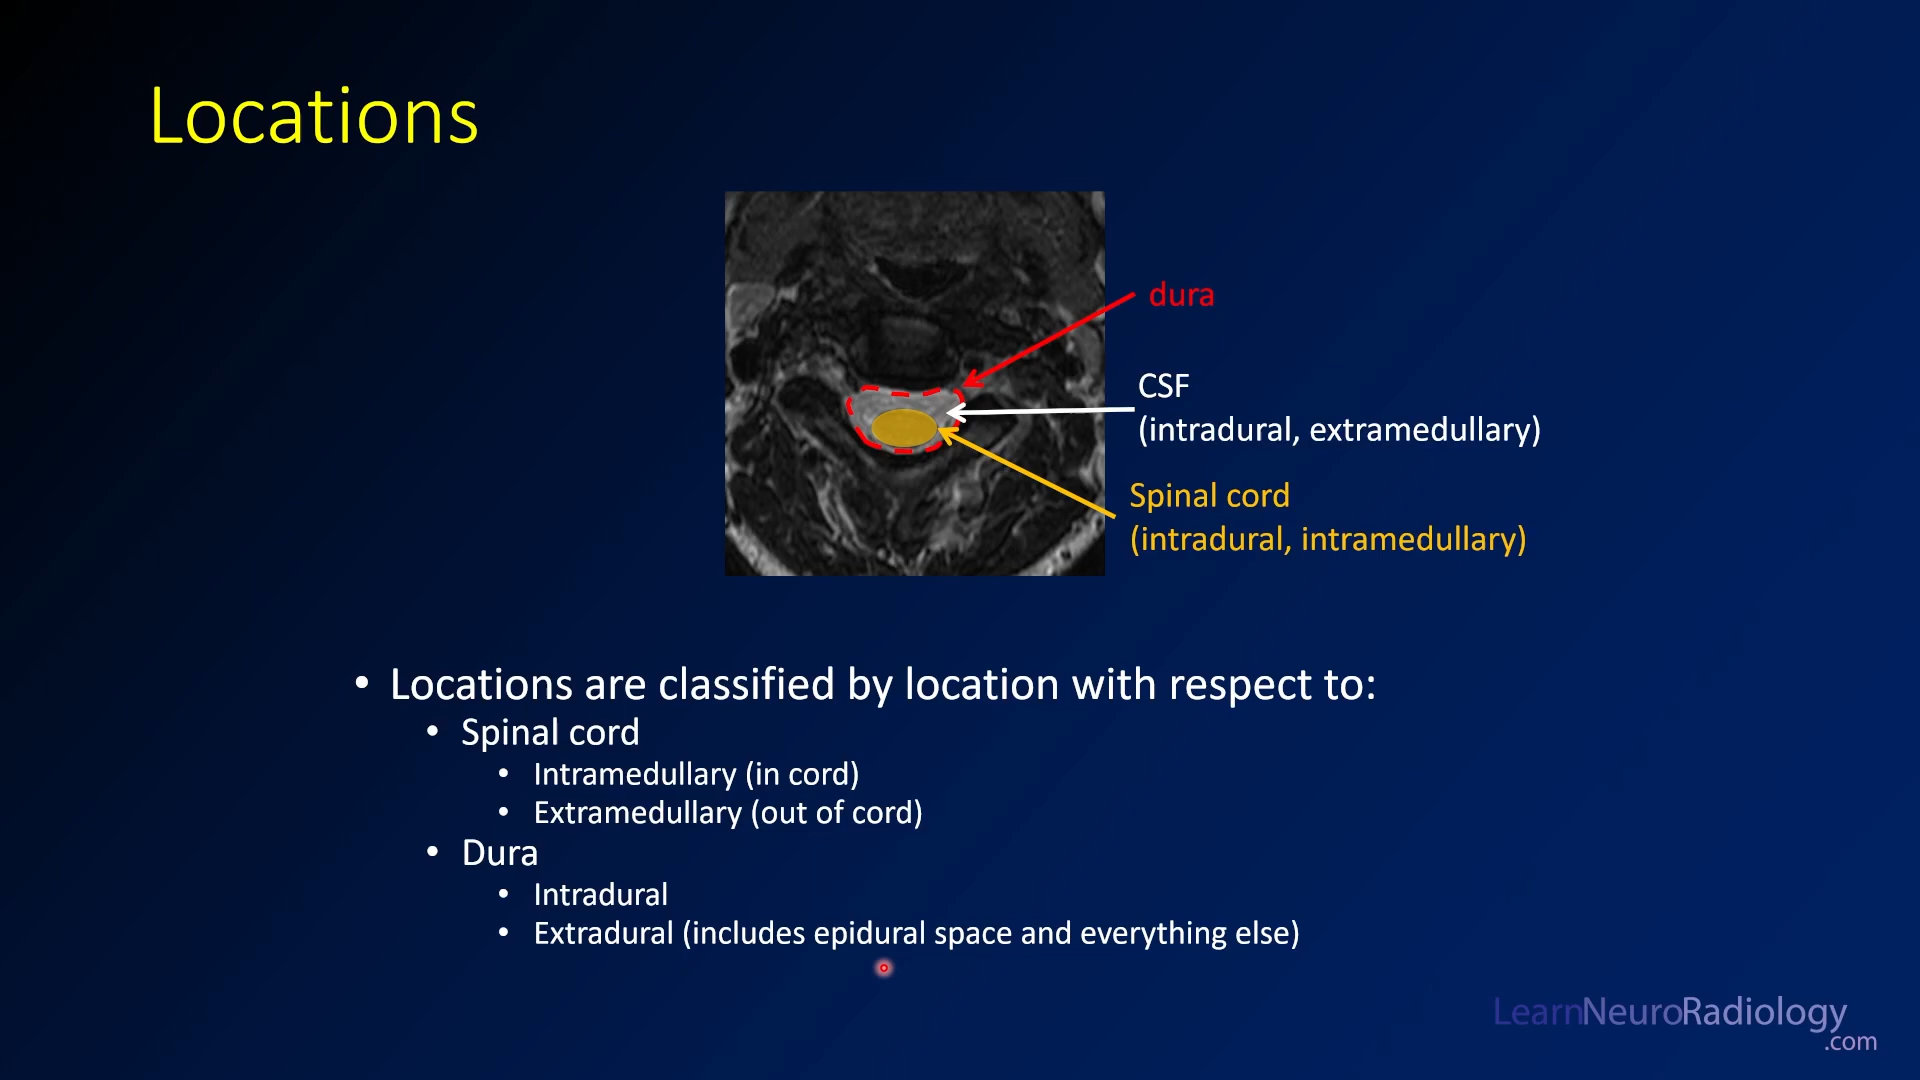 Locations
dura
CSF
(intradural, extramedullary)
Spinal cord
(intradural, intramedullary)
• Locations are classified by location with respect to:
• Spinal cord
• Intramedullary (in cord)
• Extramedullary (out of cord)
• Dura
• Intradural
• Extradural (includes epidural space and everything else)
LearnNeuroRadiology
.com